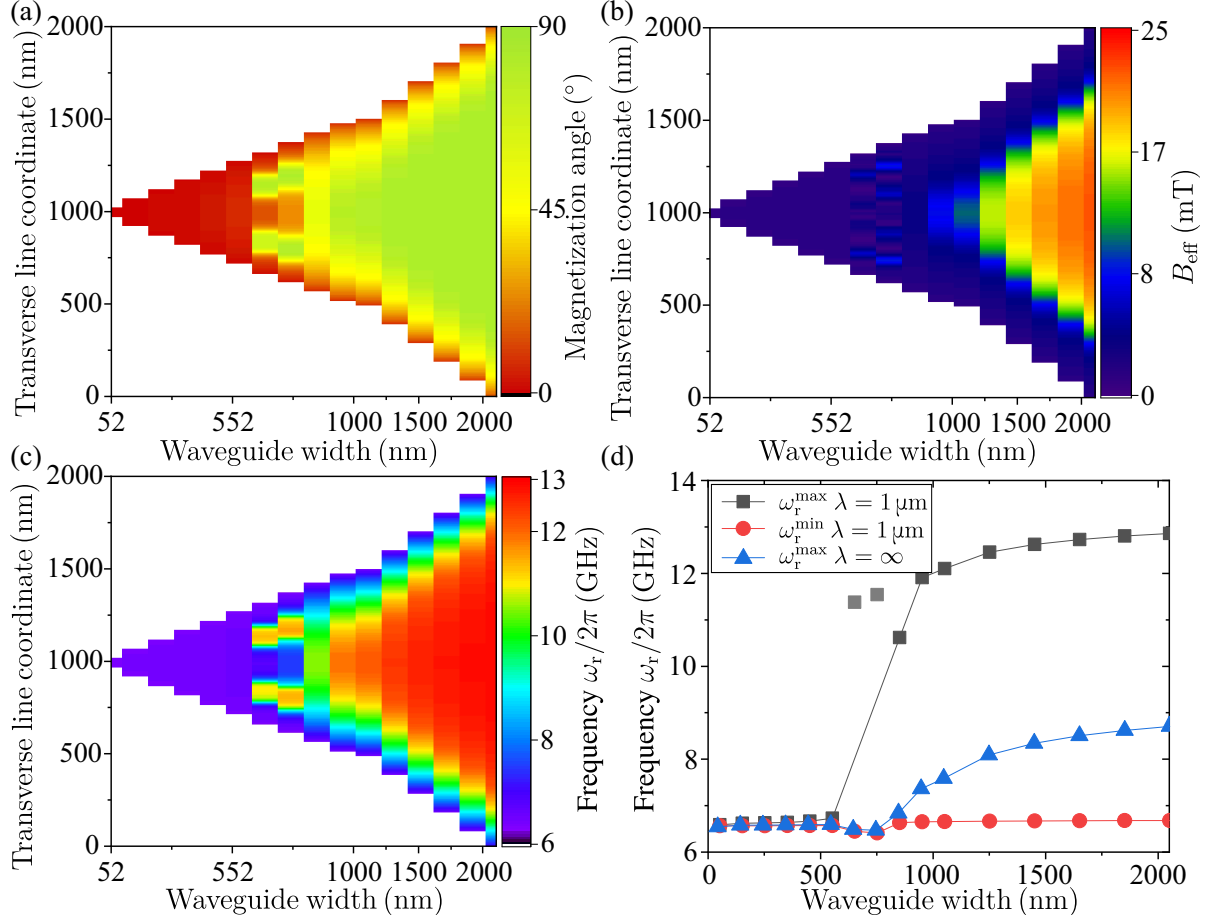 (a)
Transverse line coordinate (nm)
2000
1500
1000
500
0
52
552
1000
1500
2000
Waveguide width (nm)
90
45
0
Magnetization angle (°)
(b)
Transverse line coordinate (nm)
2000
1500
1000
500
0
52
552
1000
1500
2000
Waveguide width (nm)
25
17
8
0
B_eff (mT)
(c)
Transverse line coordinate (nm)
2000
1500
1000
500
0
52
552
1000
1500
2000
Waveguide width (nm)
13
12
10
8
6
Frequency ω_r/2π (GHz)
(d)
Frequency ω_r/2π (GHz)
14
12
10
8
6
ω_r^max λ = 1 µm
ω_r^min λ = 1 µm
ω_r^max λ = ∞
0
500
1000
1500
2000
Waveguide width (nm)